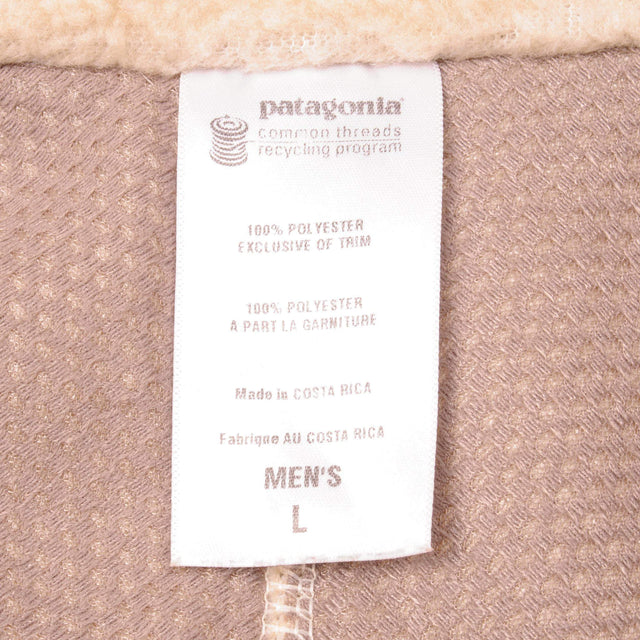 patagonia®
common threads
recycling program
100% POLYESTER
EXCLUSIVE OF TRIM
100% POLYESTER
A PART LA GARNITURE
Made in COSTA RICA
Fabrique AU COSTA RICA
MEN'S
L